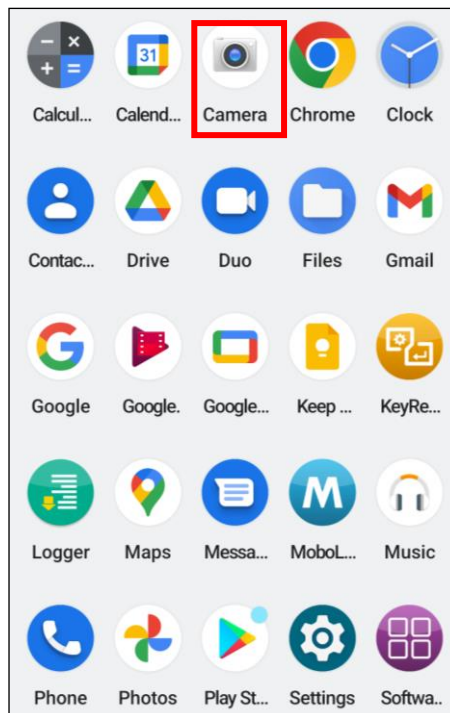 31
Calcul... Calend... Camera Chrome Clock
Contac... Drive Duo Files Gmail
Google Google. Google... Keep ... KeyRe...
Logger Maps Messa... MoboL... Music
Phone Photos Play St... Settings Softwa..